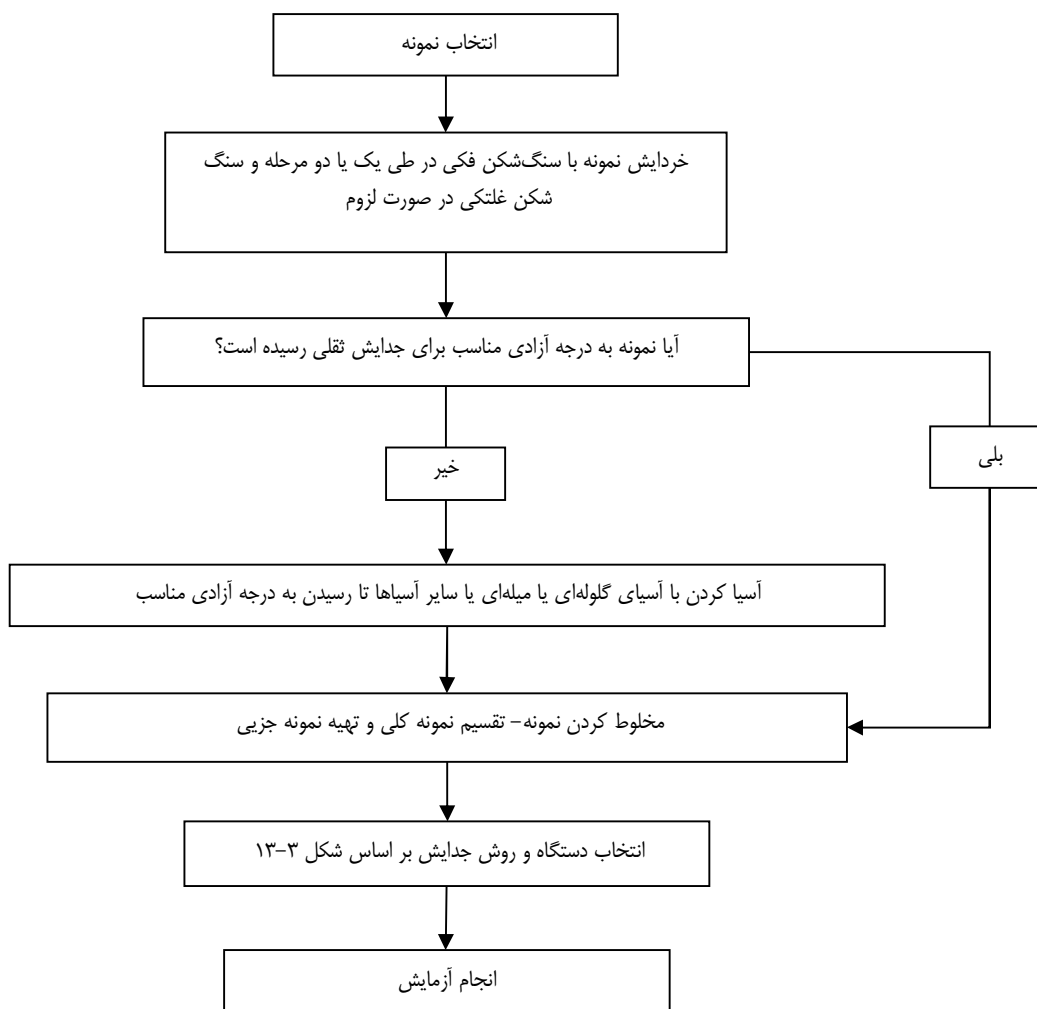 انتخاب نمونه
خردایش نمونه با سنگ‌شکن فکی در طی یک یا دو مرحله و سنگ
شکن غلتکی در صورت لزوم
آیا نمونه به درجه آزادی مناسب برای جدایش ثقلی رسیده است؟
بلی
خیر
آسیا کردن با آسیای گلوله‌ای یا میله‌ای یا سایر آسیاها تا رسیدن به درجه آزادی مناسب
مخلوط کردن نمونه– تقسیم نمونه کلی و تهیه نمونه جزیی
انتخاب دستگاه و روش جدایش بر اساس شکل ۳–۱۳
انجام آزمایش